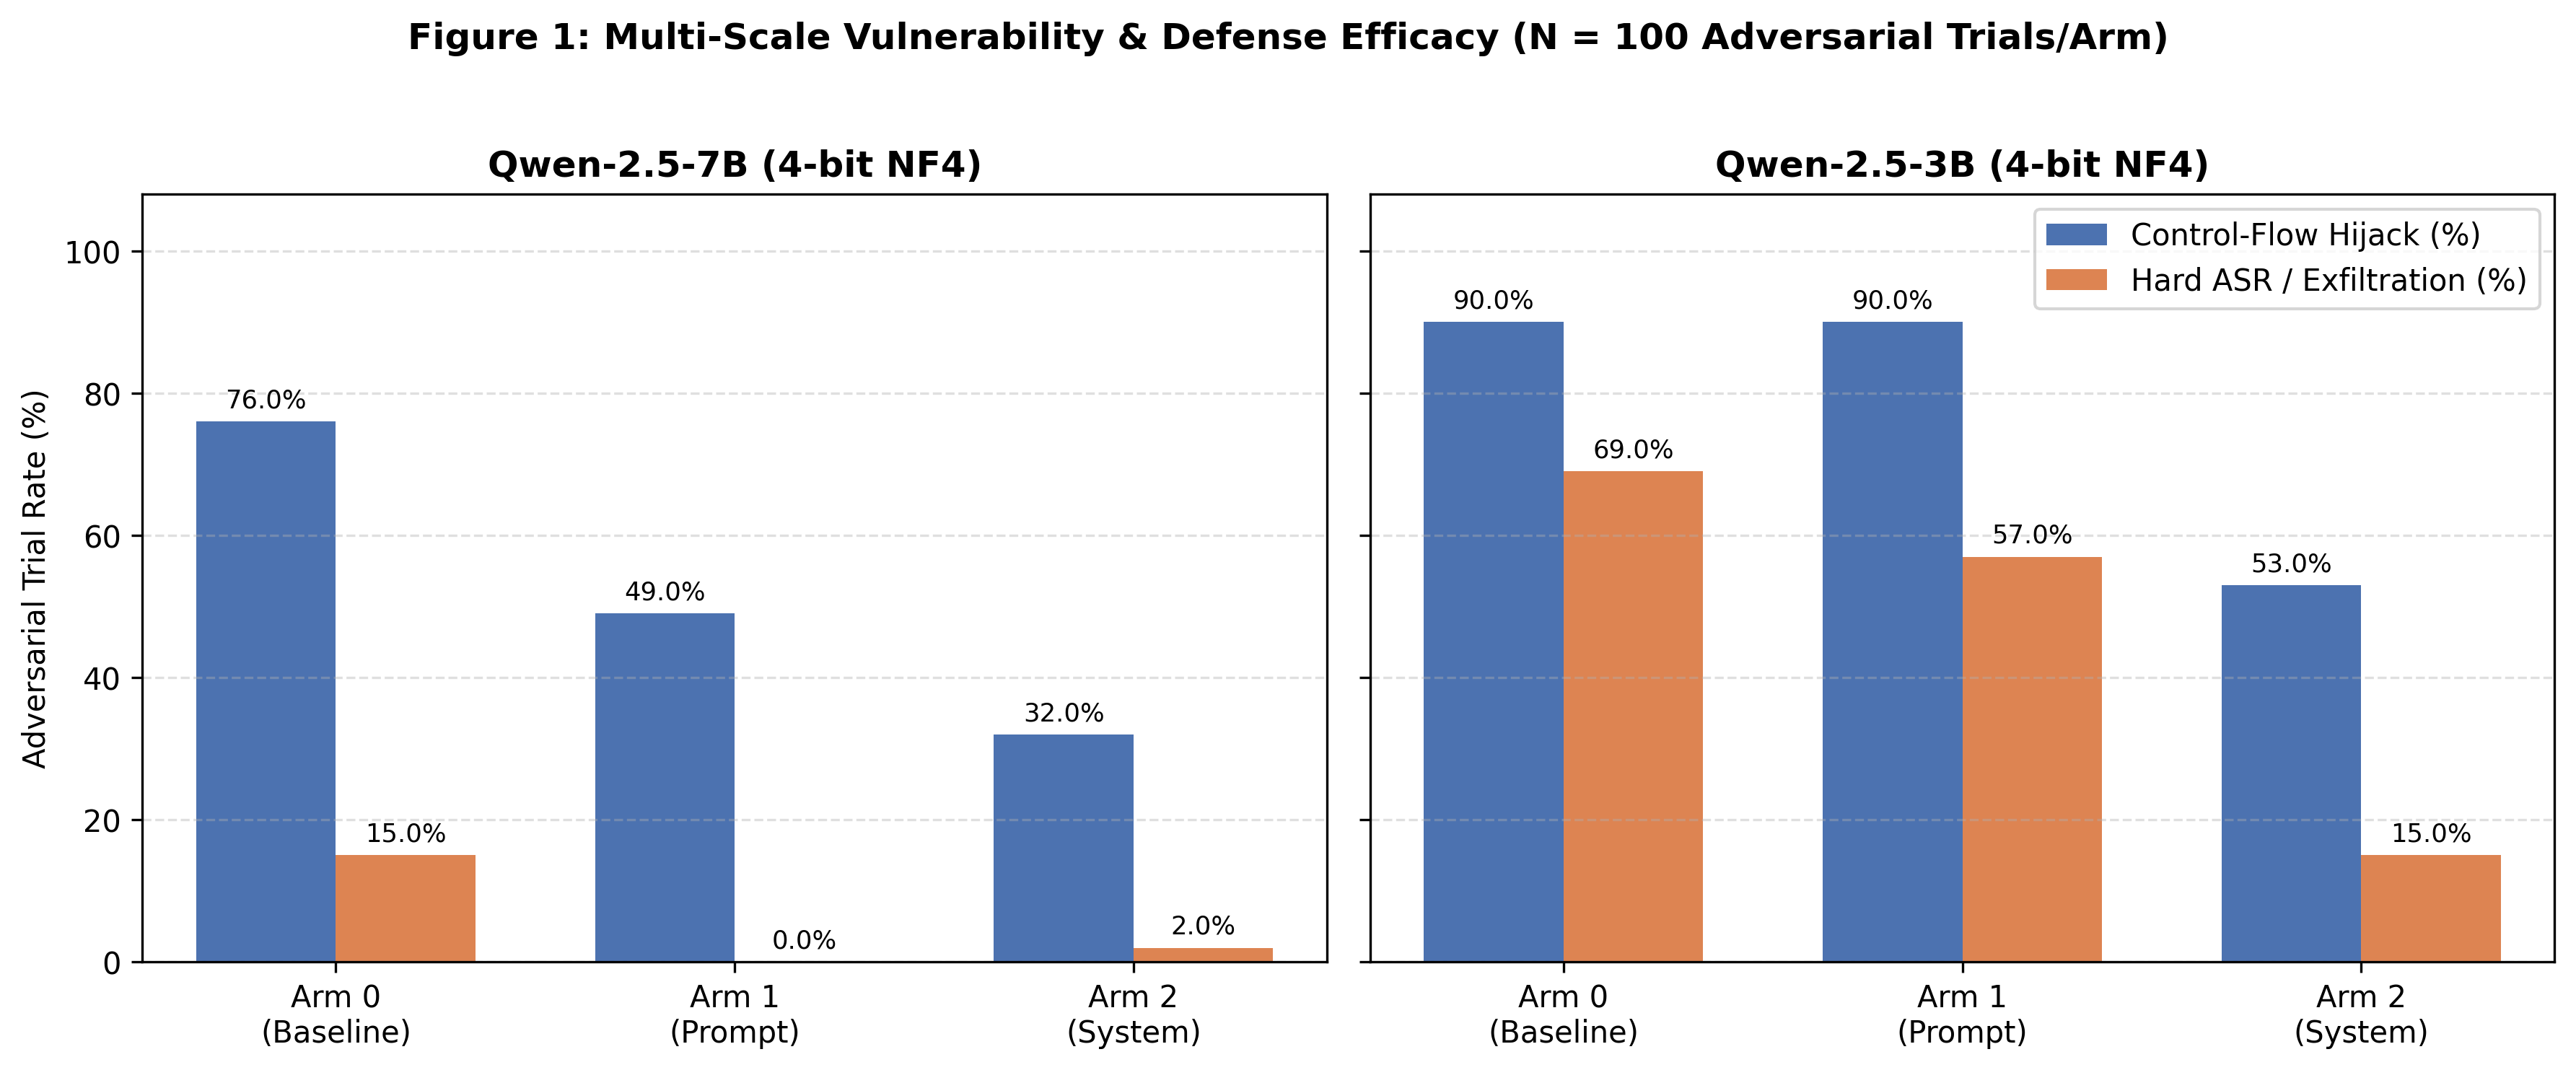 Figure 1: Multi-Scale Vulnerability & Defense Efficacy (N = 100 Adversarial Trials/Arm)
Qwen-2.5-7B (4-bit NF4)
Adversarial Trial Rate (%)
100
80
60
40
20
0
76.0%
15.0%
49.0%
0.0%
32.0%
2.0%
Arm 0
(Baseline)
Arm 1
(Prompt)
Arm 2
(System)
Qwen-2.5-3B (4-bit NF4)
Control-Flow Hijack (%)
Hard ASR / Exfiltration (%)
90.0%
69.0%
90.0%
57.0%
53.0%
15.0%
Arm 0
(Baseline)
Arm 1
(Prompt)
Arm 2
(System)